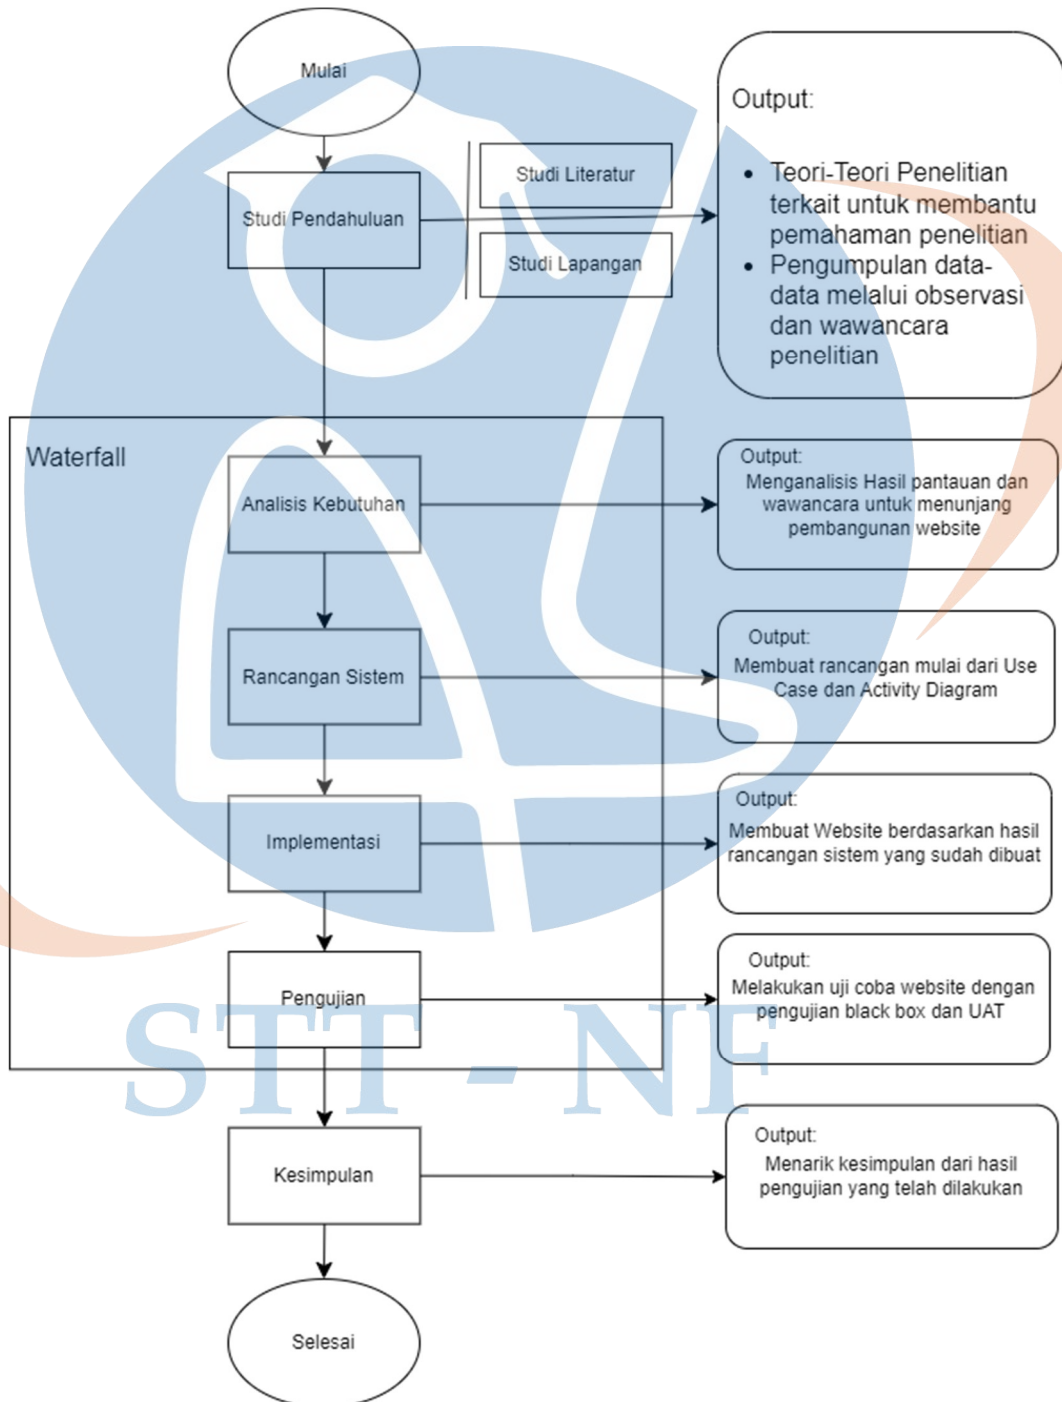 Mulai
Output:
• Teori-Teori Penelitian
terkait untuk membantu
pemahaman penelitian
• Pengumpulan data-
data melalui observasi
dan wawancara
penelitian
Studi Pendahuluan
Studi Literatur
Studi Lapangan
Waterfall
Analisis Kebutuhan
Output:
Menganalisis Hasil pantauan dan
wawancara untuk menunjang
pembangunan website
Rancangan Sistem
Output:
Membuat rancangan mulai dari Use
Case dan Activity Diagram
Implementasi
Output:
Membuat Website berdasarkan hasil
rancangan sistem yang sudah dibuat
Pengujian
Output:
Melakukan uji coba website dengan
pengujian black box dan UAT
STT - NF
Kesimpulan
Output:
Menarik kesimpulan dari hasil
pengujian yang telah dilakukan
Selesai